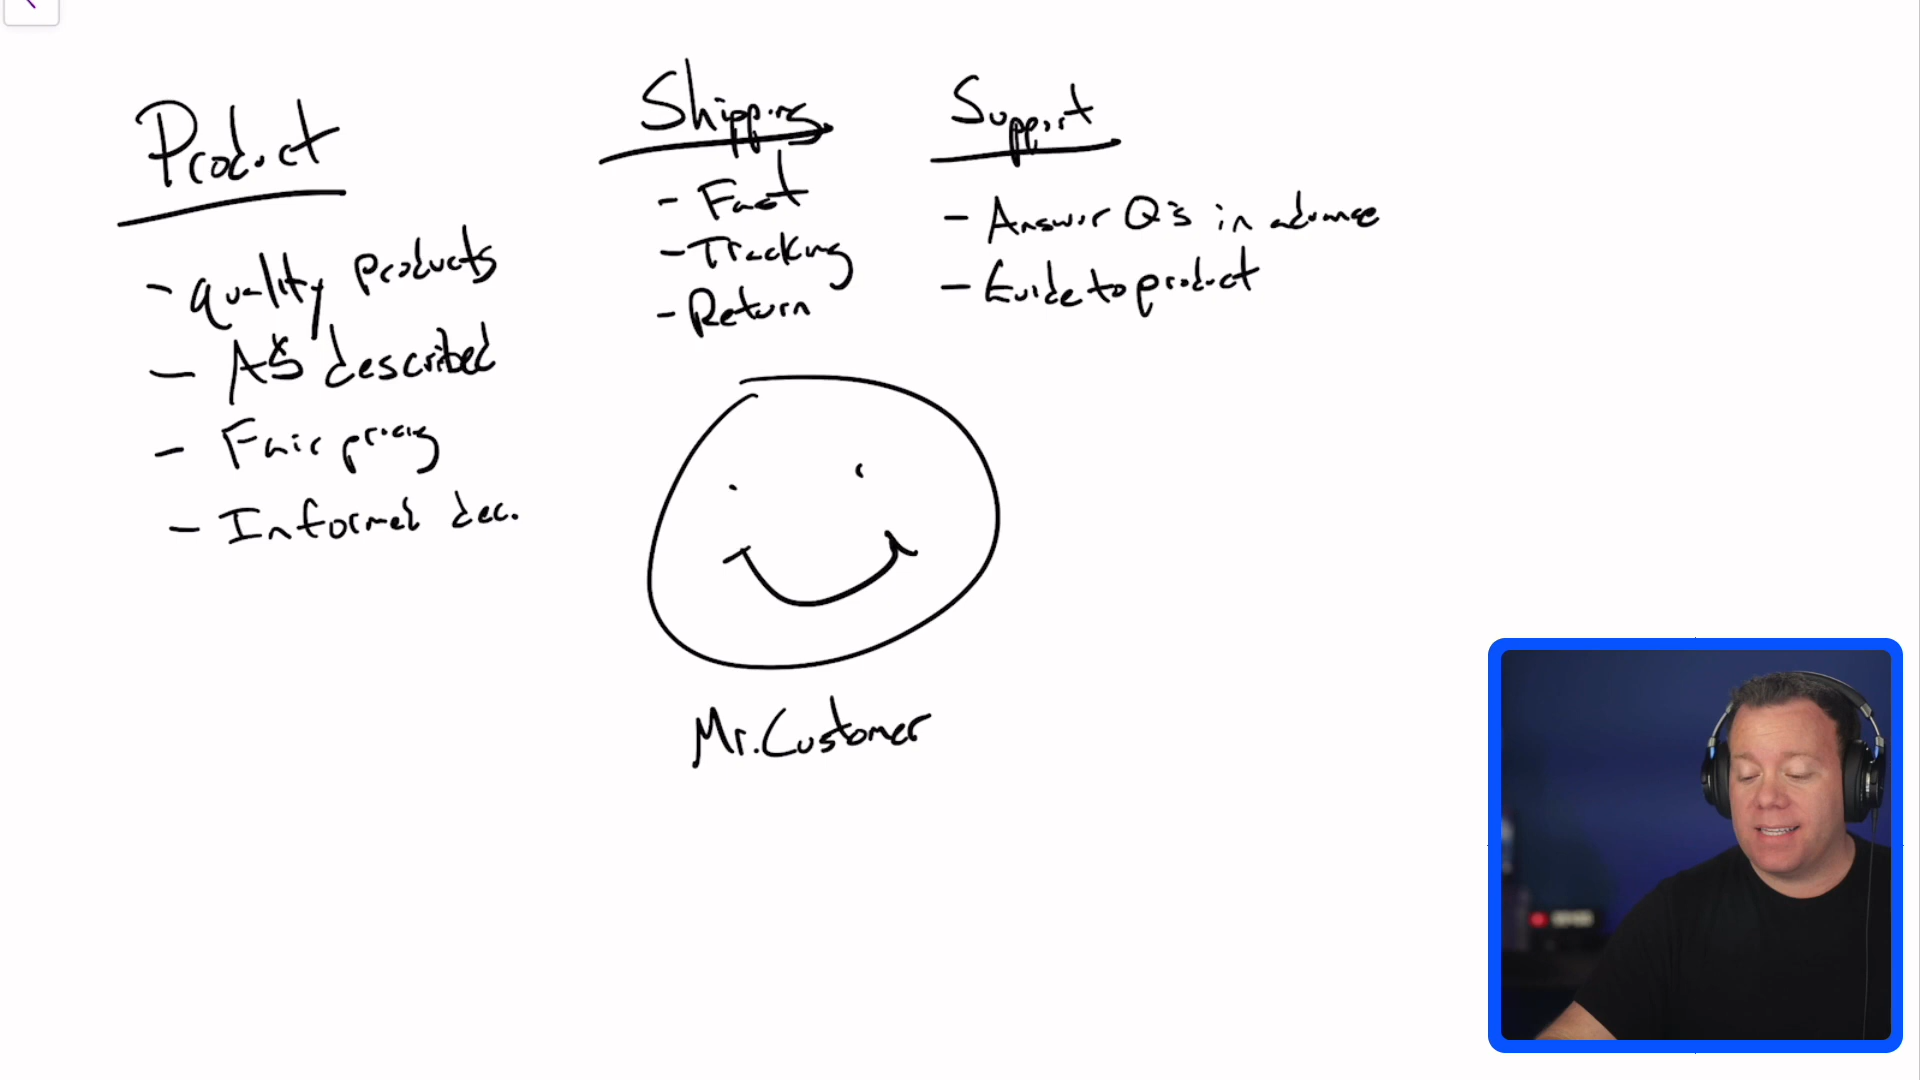 Product
- quality products
- As described
- Fair pricing
- Informed dec.
Shipping
- Fast
- Tracking
- Return
Support
- Answer Q's in advance
- Guide to product
Mr. Customer